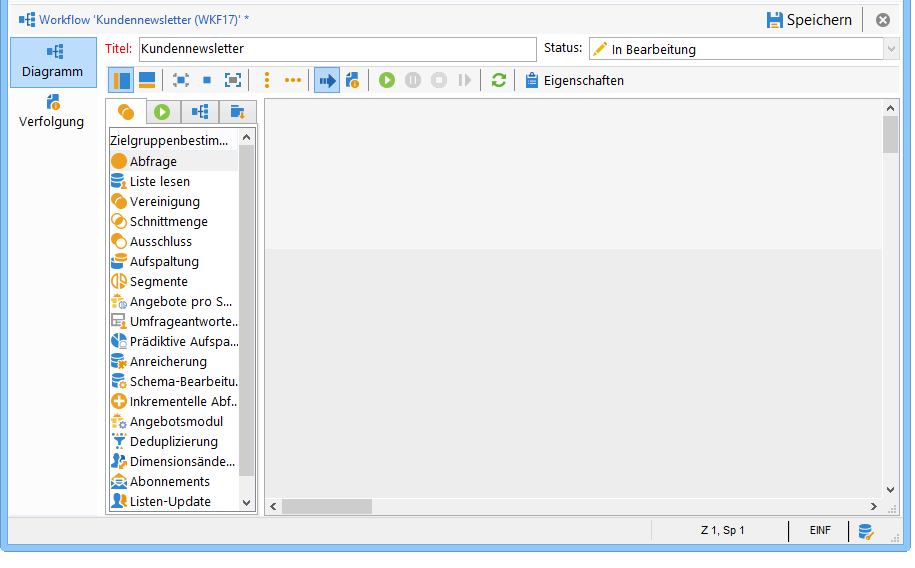 Workflow 'Kundennewsletter (WKF17)' *
Speichern
Diagramm
Verfolgung
Titel: Kundennewsletter
Status: In Bearbeitung
Eigenschaften
Zielgruppenbestim...
Abfrage
Liste lesen
Vereinigung
Schnittmenge
Ausschluss
Aufspaltung
Segmente
Angebote pro S...
Umfrageantworte..
Prädiktive Aufspa...
Anreicherung
Schema-Bearbeitu.
Inkrementelle Abf..
Angebotsmodul
Deduplizierung
Dimensionsände...
Abonnements
Listen-Update
Z 1, Sp 1
EINF